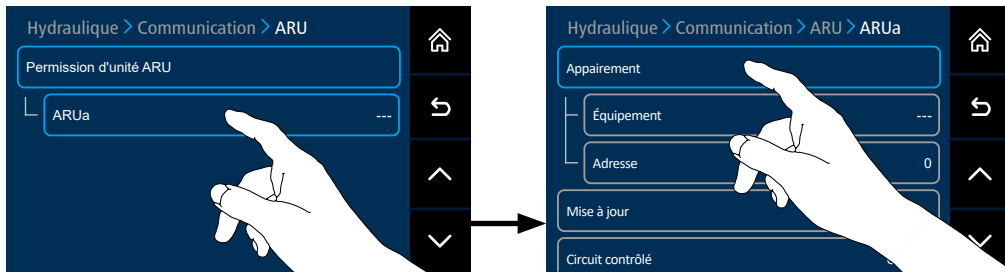 Hydraulique > Communication > ARU
Permission d'unité ARU
ARUa ---
Hydraulique > Communication > ARU > ARUa
Appairement
Équipement ---
Adresse 0
Mise à jour
Circuit contrôlé